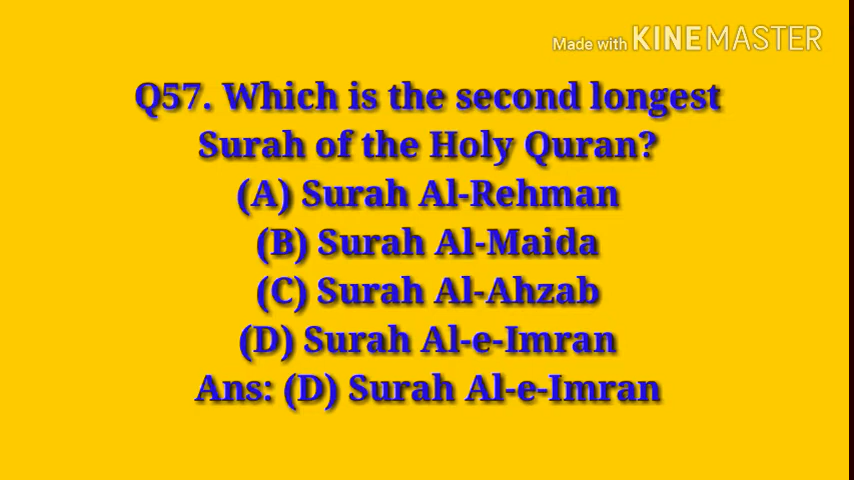 Made with KINEMASTER
Q57. Which is the second longest
Surah of the Holy Quran?
(A) Surah Al-Rehman
(B) Surah Al-Maida
(C) Surah Al-Ahzab
(D) Surah Al-e-Imran
Ans: (D) Surah Al-e-Imran